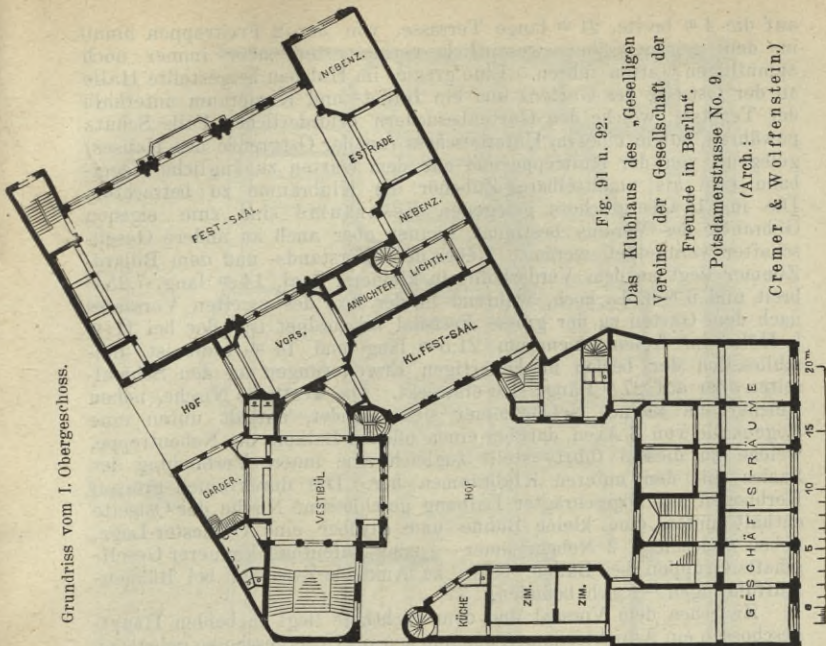 Grundriss vom I. Obergeschoss.
NEBENZ.
ESTRADE
NEBENZ.
FEST-SAAL
LICHTH.
ANRICHTER
VORS.
KL. FEST-SAAL
HOF
GARDER.
VESTIBÜL
HOF
KÜCHE
ZIM.
ZIM.
GESCHÄFTS-RÄUME
0 5 10 15 20m
Fig. 91 u. 92.
Das Klubhaus des „Geselligen
Vereins der Gesellschaft der
Freunde in Berlin“.
Potsdamerstrasse No. 9.
(Arch.:
Cremer & Wolffenstein.)